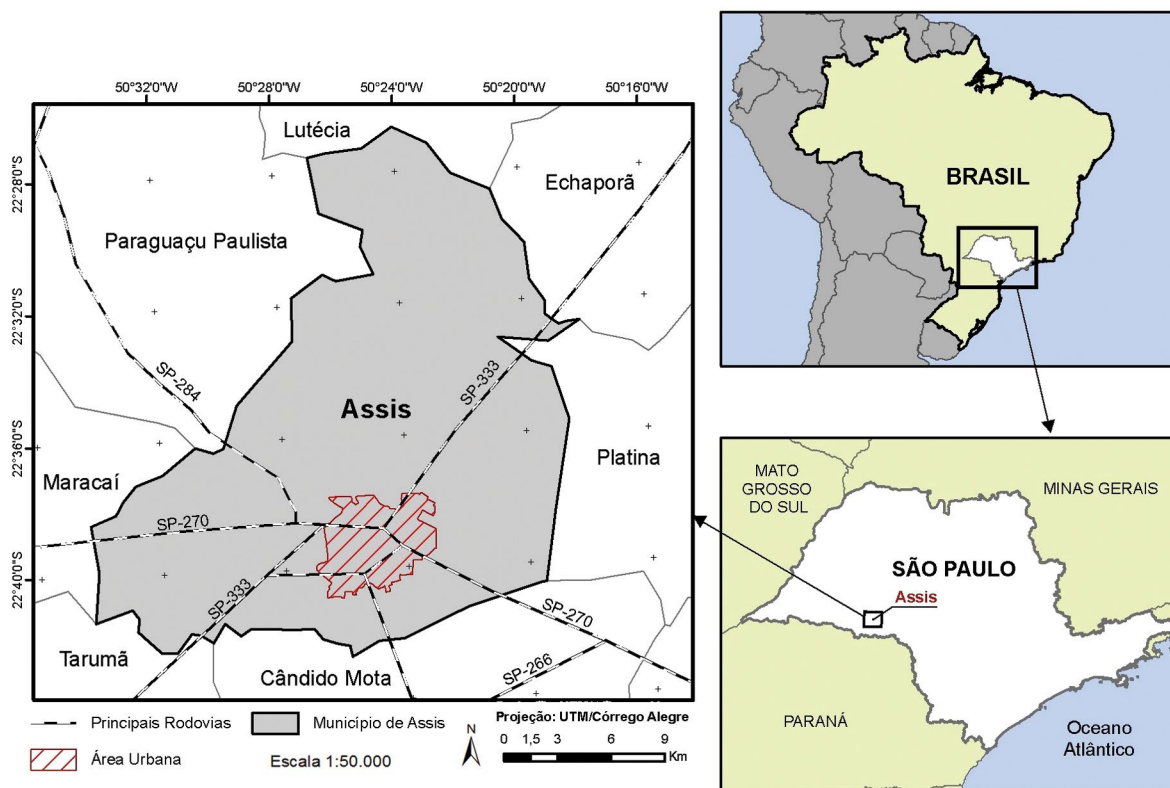 50°32'0"W
50°28'0"W
50°24'0"W
50°20'0"W
50°16'0"W
22°28'0"S
22°32'0"S
22°36'0"S
22°40'0"S
Lutécia
Echaporã
Paraguaçu Paulista
SP-284
SP-333
Assis
Maracaí
Platina
SP-270
SP-333
SP-270
SP-266
Tarumã
Cândido Mota
Principais Rodovias
Município de Assis
Área Urbana
Escala 1:50.000
N
Projeção: UTM/Córrego Alegre
0 1,5 3 6 9
Km
BRASIL
MATO
GROSSO
DO SUL
MINAS GERAIS
SÃO PAULO
Assis
PARANÁ
Oceano
Atlântico